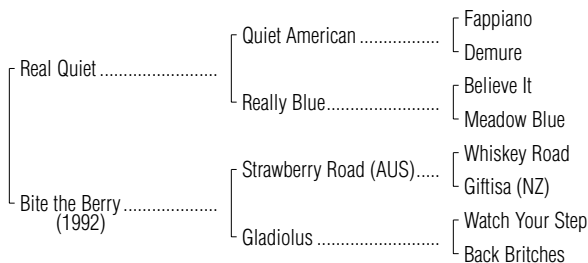 Fappiano
Quiet American ..................
Demure
Real Quiet ..........................
Believe It
Really Blue.........................
Meadow Blue
Whiskey Road
Strawberry Road (AUS).....
Giftisa (NZ)
Bite the Berry .....................
(1992)
Watch Your Step
Gladiolus ...........................
Back Britches